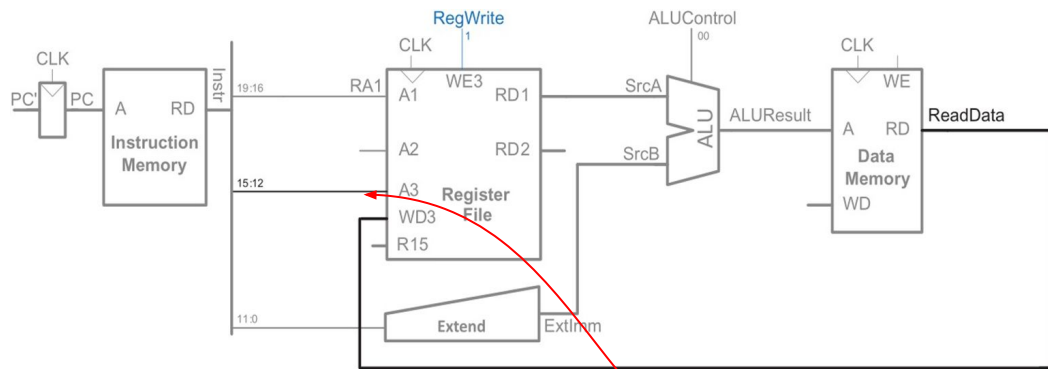 RegWrite
1
ALUControl
00
CLK
CLK
CLK
PC'
PC
A
RD
Instruction
Memory
Instr
19:16
RA1
A1
WE3
RD1
A2
RD2
15:12
A3
WD3
R15
Register
File
SrcA
SrcB
ALU
ALUResult
WE
A
RD
Data
Memory
WD
ReadData
11:0
Extend
ExtImm